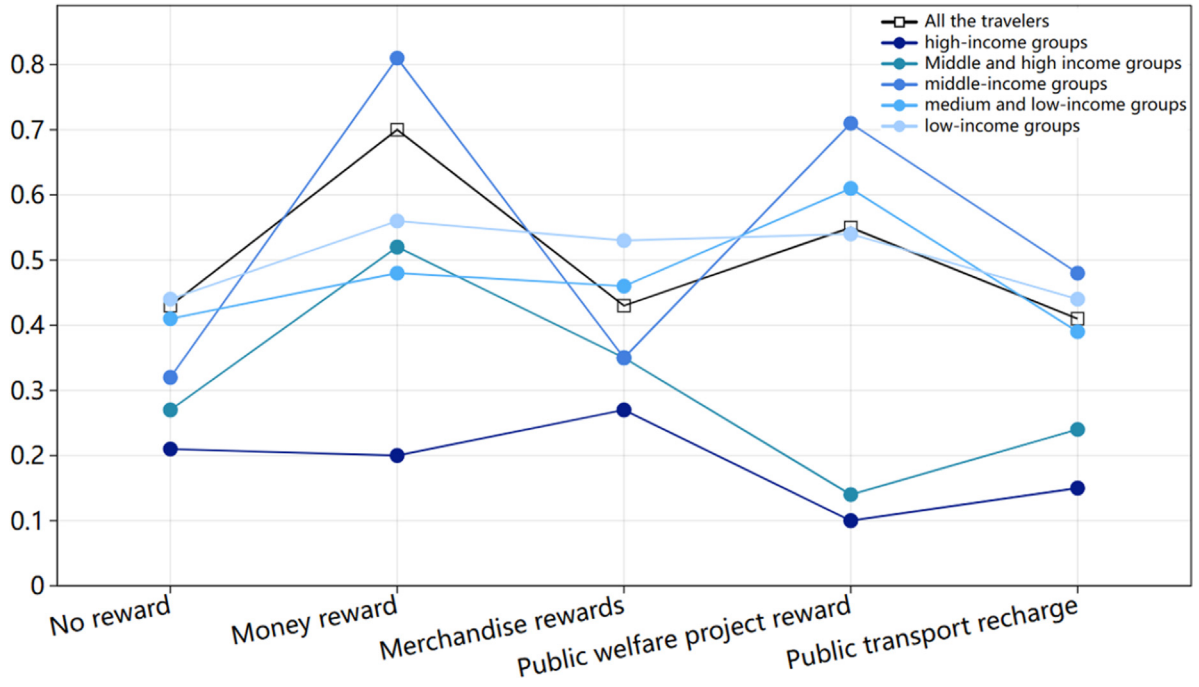 All the travelers
high-income groups
Middle and high income groups
middle-income groups
medium and low-income groups
low-income groups
0.8
0.7
0.6
0.5
0.4
0.3
0.2
0.1
0
No reward
Money reward
Merchandise rewards
Public welfare project reward
Public transport recharge